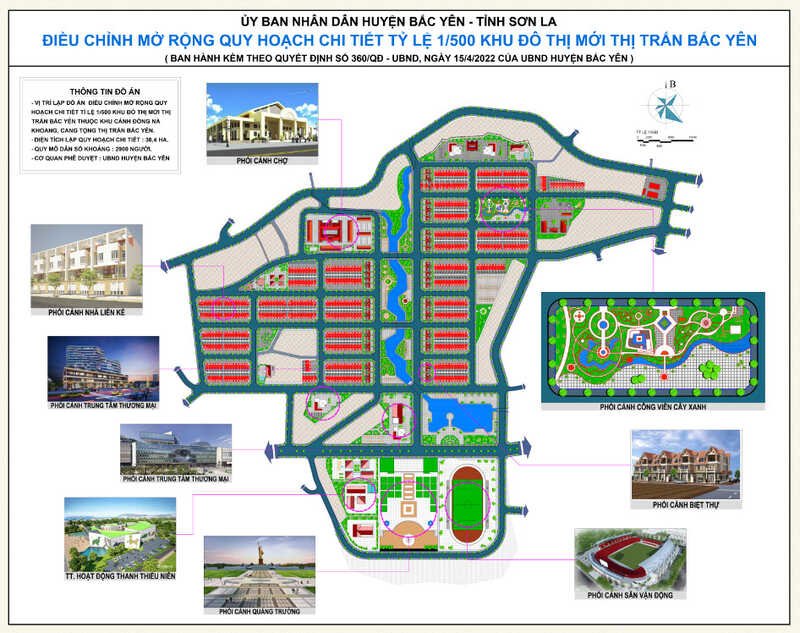 ỦY BAN NHÂN DÂN HUYỆN BẮC YÊN - TỈNH SƠN LA
ĐIỀU CHỈNH MỞ RỘNG QUY HOẠCH CHI TIẾT TỶ LỆ 1/500 KHU ĐÔ THỊ MỚI THỊ TRẤN BẮC YÊN
( BAN HÀNH KÈM THEO QUYẾT ĐỊNH SỐ 360/QĐ - UBND, NGÀY 15/4/2022 CỦA UBND HUYỆN BẮC YÊN )
THÔNG TIN ĐỒ ÁN
- VỊ TRÍ LẬP ĐỒ ÁN ĐIỀU CHỈNH MỞ RỘNG QUY
HOẠCH CHI TIẾT TỈ LỆ 1/500 KHU ĐÔ THỊ MỚI THỊ
TRẤN BẮC YÊN THUỘC KHU CÁNH ĐỒNG NÀ
KHOANG, CANG TỌNG THỊ TRẤN BẮC YÊN.
- DIỆN TÍCH LẬP QUY HOẠCH CHI TIẾT : 30,6 HA.
- QUY MÔ DÂN SỐ KHOẢNG : 2900 NGƯỜI.
- CƠ QUAN PHÊ DUYỆT : UBND HUYỆN BẮC YÊN
B
PHỐI CẢNH CHỢ
PHỐI CẢNH NHÀ LIỀN KỀ
PHỐI CẢNH TRUNG TÂM THƯƠNG MẠI
PHỐI CẢNH CÔNG VIÊN CÂY XANH
PHỐI CẢNH TRUNG TÂM THƯƠNG MẠI
PHỐI CẢNH BIỆT THỰ
TT. HOẠT ĐỘNG THANH THIẾU NIÊN
PHỐI CẢNH QUẢNG TRƯỜNG
PHỐI CẢNH SÂN VẬN ĐỘNG